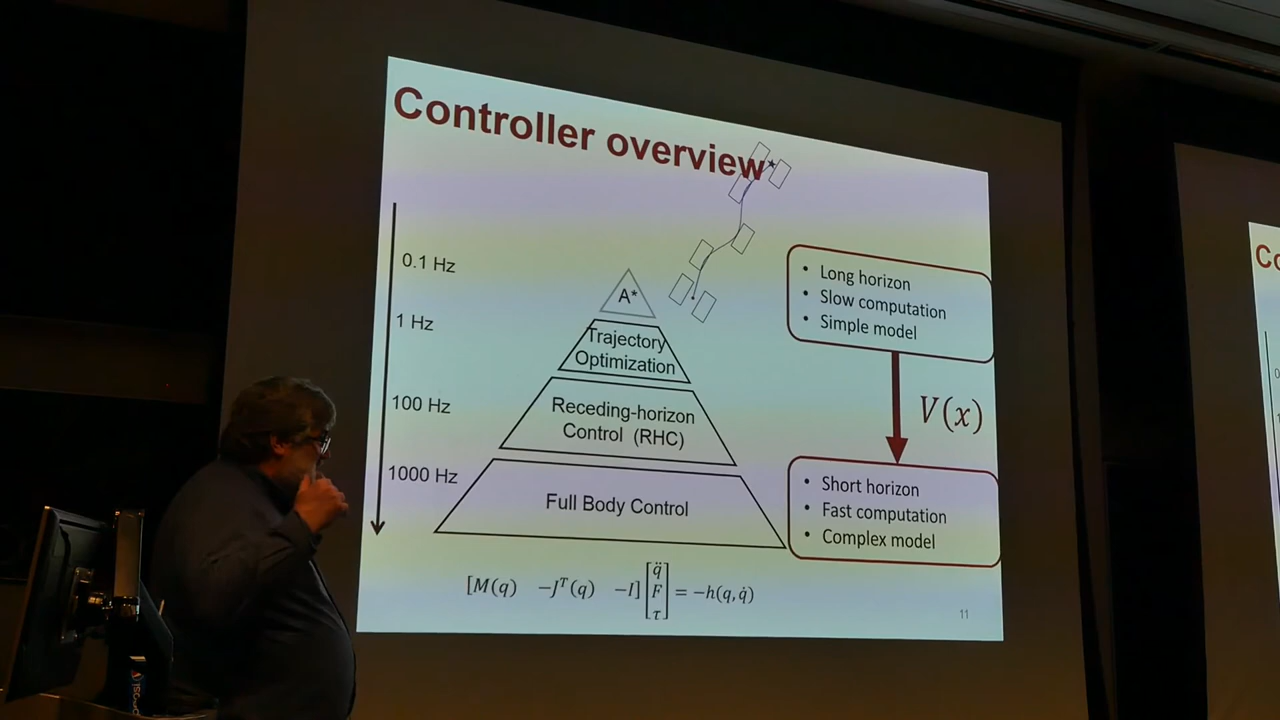 Controller overview
0.1 Hz
1 Hz
100 Hz
1000 Hz
A*
Trajectory
Optimization
Receding-horizon
Control (RHC)
Full Body Control
[M(q) -Jᵀ(q) -I] [q̈ F τ] = -h(q, q̇)
• Long horizon
• Slow computation
• Simple model
V(x)
• Short horizon
• Fast computation
• Complex model
11